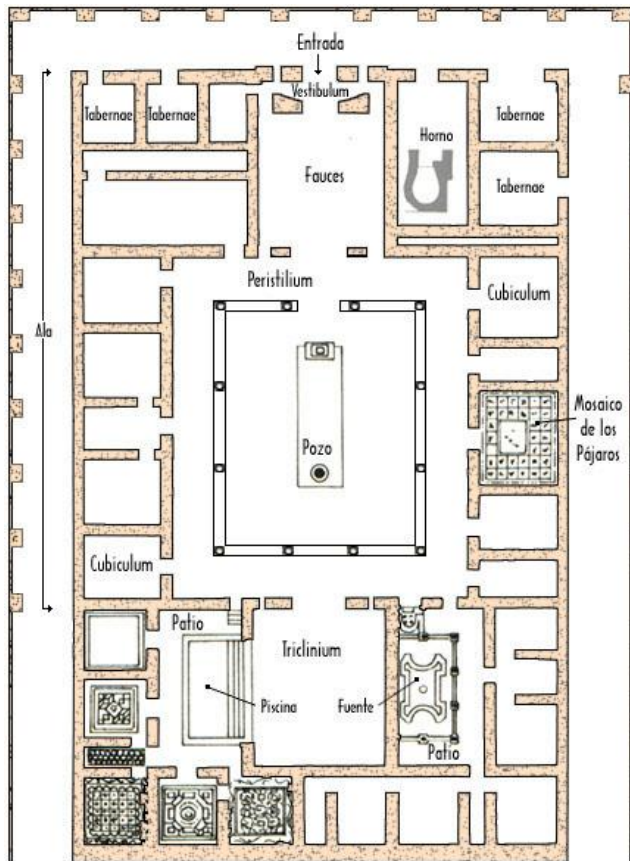 Entrada
Vestibulum
Tabernae
Tabernae
Tabernae
Horno
Fauces
Tabernae
Peristilium
Cubiculum
Ala
Mosaico
de los
Pájaros
Pozo
Cubiculum
Patio
Triclinium
Piscina
Fuente
Patio